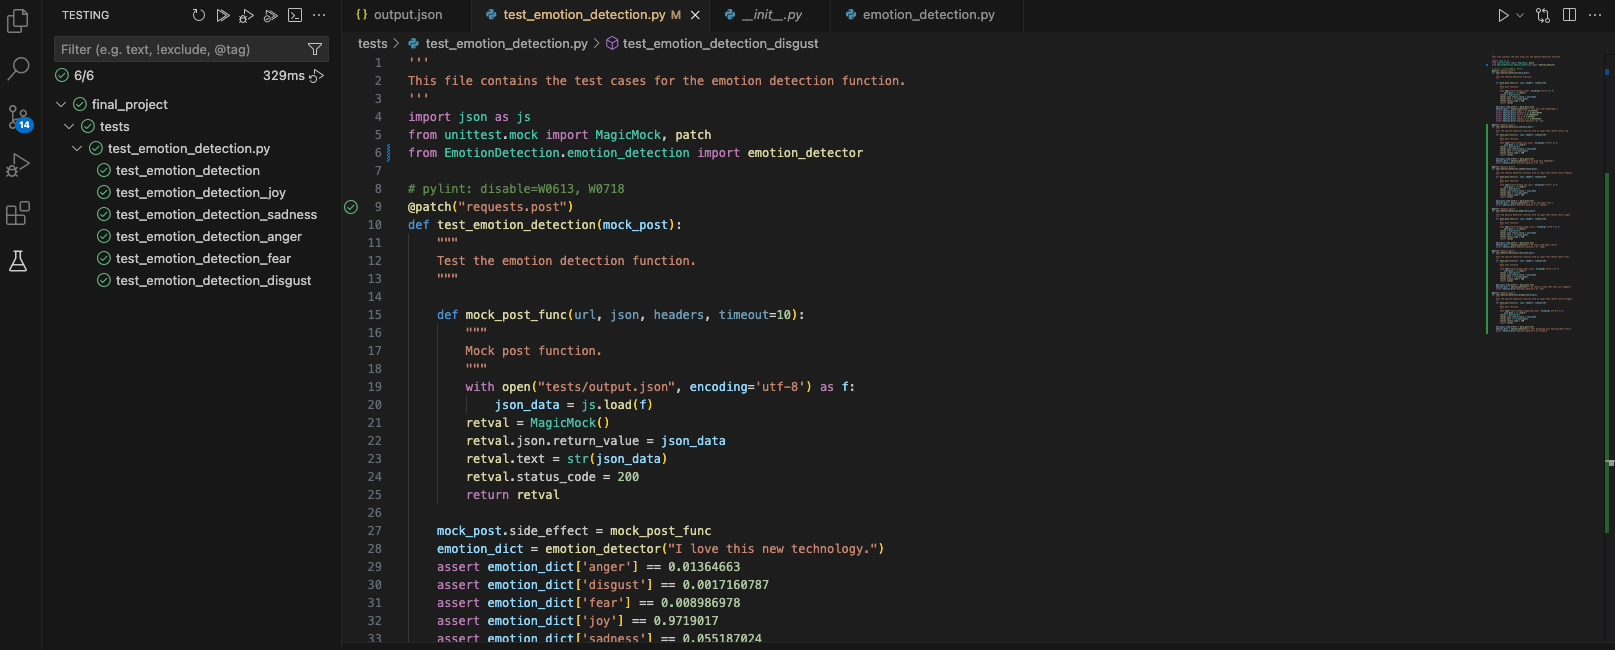 TESTING
Filter (e.g. text, !exclude, @tag)
6/6 329ms
14
final_project
tests
test_emotion_detection.py
test_emotion_detection
test_emotion_detection_joy
test_emotion_detection_sadness
test_emotion_detection_anger
test_emotion_detection_fear
test_emotion_detection_disgust
{} output.json test_emotion_detection.py M __init__.py emotion_detection.py
tests > test_emotion_detection.py > test_emotion_detection_disgust
1 '''
2 This file contains the test cases for the emotion detection function.
3 '''
4 import json as js
5 from unittest.mock import MagicMock, patch
6 from EmotionDetection.emotion_detection import emotion_detector
7
8 # pylint: disable=W0613, W0718
9 @patch("requests.post")
10 def test_emotion_detection(mock_post):
11 """
12 Test the emotion detection function.
13 """
14
15 def mock_post_func(url, json, headers, timeout=10):
16 """
17 Mock post function.
18 """
19 with open("tests/output.json", encoding='utf-8') as f:
20 json_data = js.load(f)
21 retval = MagicMock()
22 retval.json.return_value = json_data
23 retval.text = str(json_data)
24 retval.status_code = 200
25 return retval
26
27 mock_post.side_effect = mock_post_func
28 emotion_dict = emotion_detector("I love this new technology.")
29 assert emotion_dict['anger'] == 0.01364663
30 assert emotion_dict['disgust'] == 0.0017160787
31 assert emotion_dict['fear'] == 0.008986978
32 assert emotion_dict['joy'] == 0.9719017
33 assert emotion_dict['sadness'] == 0.055187024